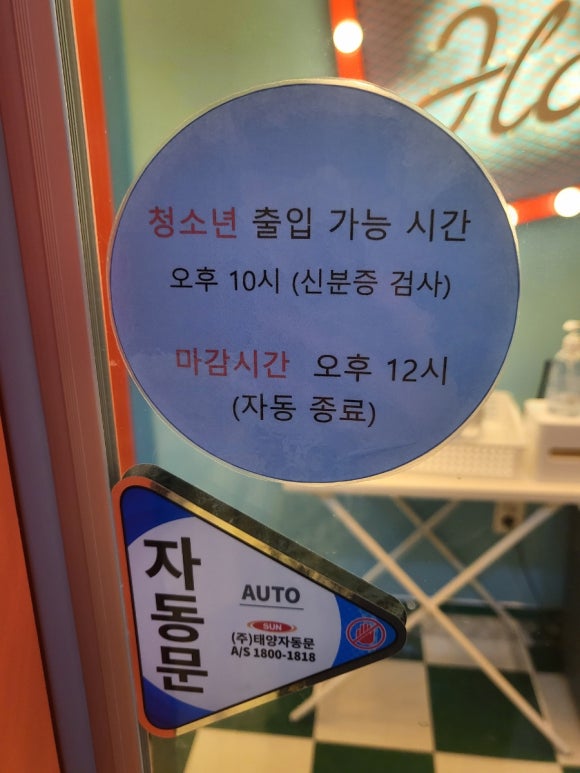 청소년 출입 가능 시간
오후 10시 (신분증 검사)
마감시간 오후 12시
(자동 종료)
자동문
AUTO
SUN
(주)태양자동문
A/S 1800-1818